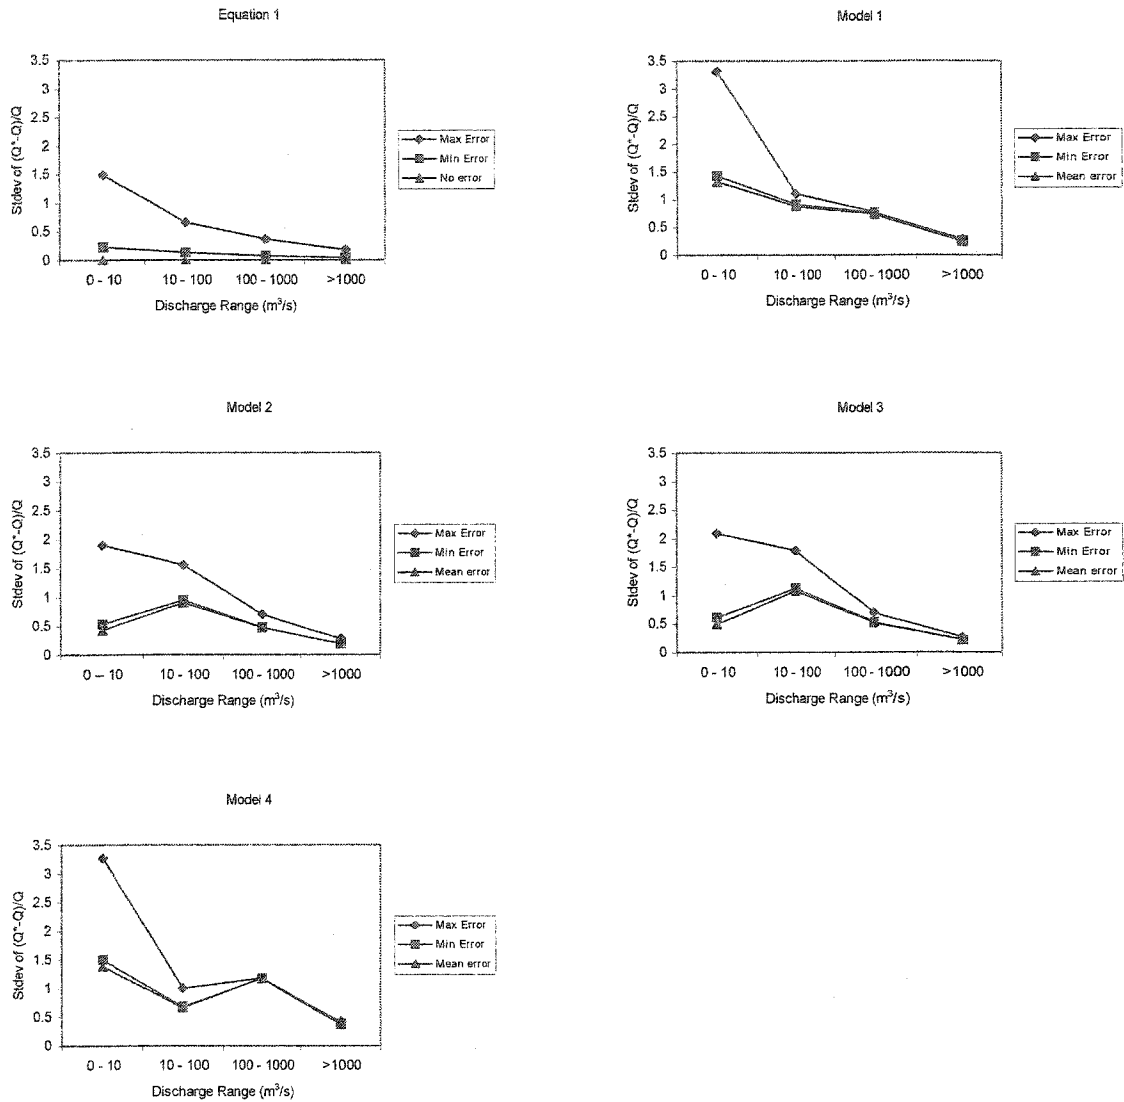 Equation 1
3.5
3
2.5
2
1.5
1
0.5
0
Stdev of (Q*-Q)/Q
0 - 10 10 - 100 100 - 1000 >1000
Discharge Range (m³/s)
Max Error
Min Error
No error
Model 1
3.5
3
2.5
2
1.5
1
0.5
0
Stdev of (Q*-Q)/Q
0 - 10 10 - 100 100 - 1000 >1000
Discharge Range (m³/s)
Max Error
Min Error
Mean error
Model 2
3.5
3
2.5
2
1.5
1
0.5
0
Stdev of (Q*-Q)/Q
0 – 10 10 - 100 100 - 1000 >1000
Discharge Range (m³/s)
Max Error
Min Error
Mean error
Model 3
3.5
3
2.5
2
1.5
1
0.5
0
Stdev of (Q*-Q)/Q
0 - 10 10 - 100 100 - 1000 >1000
Discharge Range (m³/s)
Max Error
Min Error
Mean error
Model 4
3.5
3
2.5
2
1.5
1
0.5
0
Stdev of (Q*-Q)/Q
0 - 10 10 - 100 100 - 1000 >1000
Discharge Range (m³/s)
Max Error
Min Error
Mean error